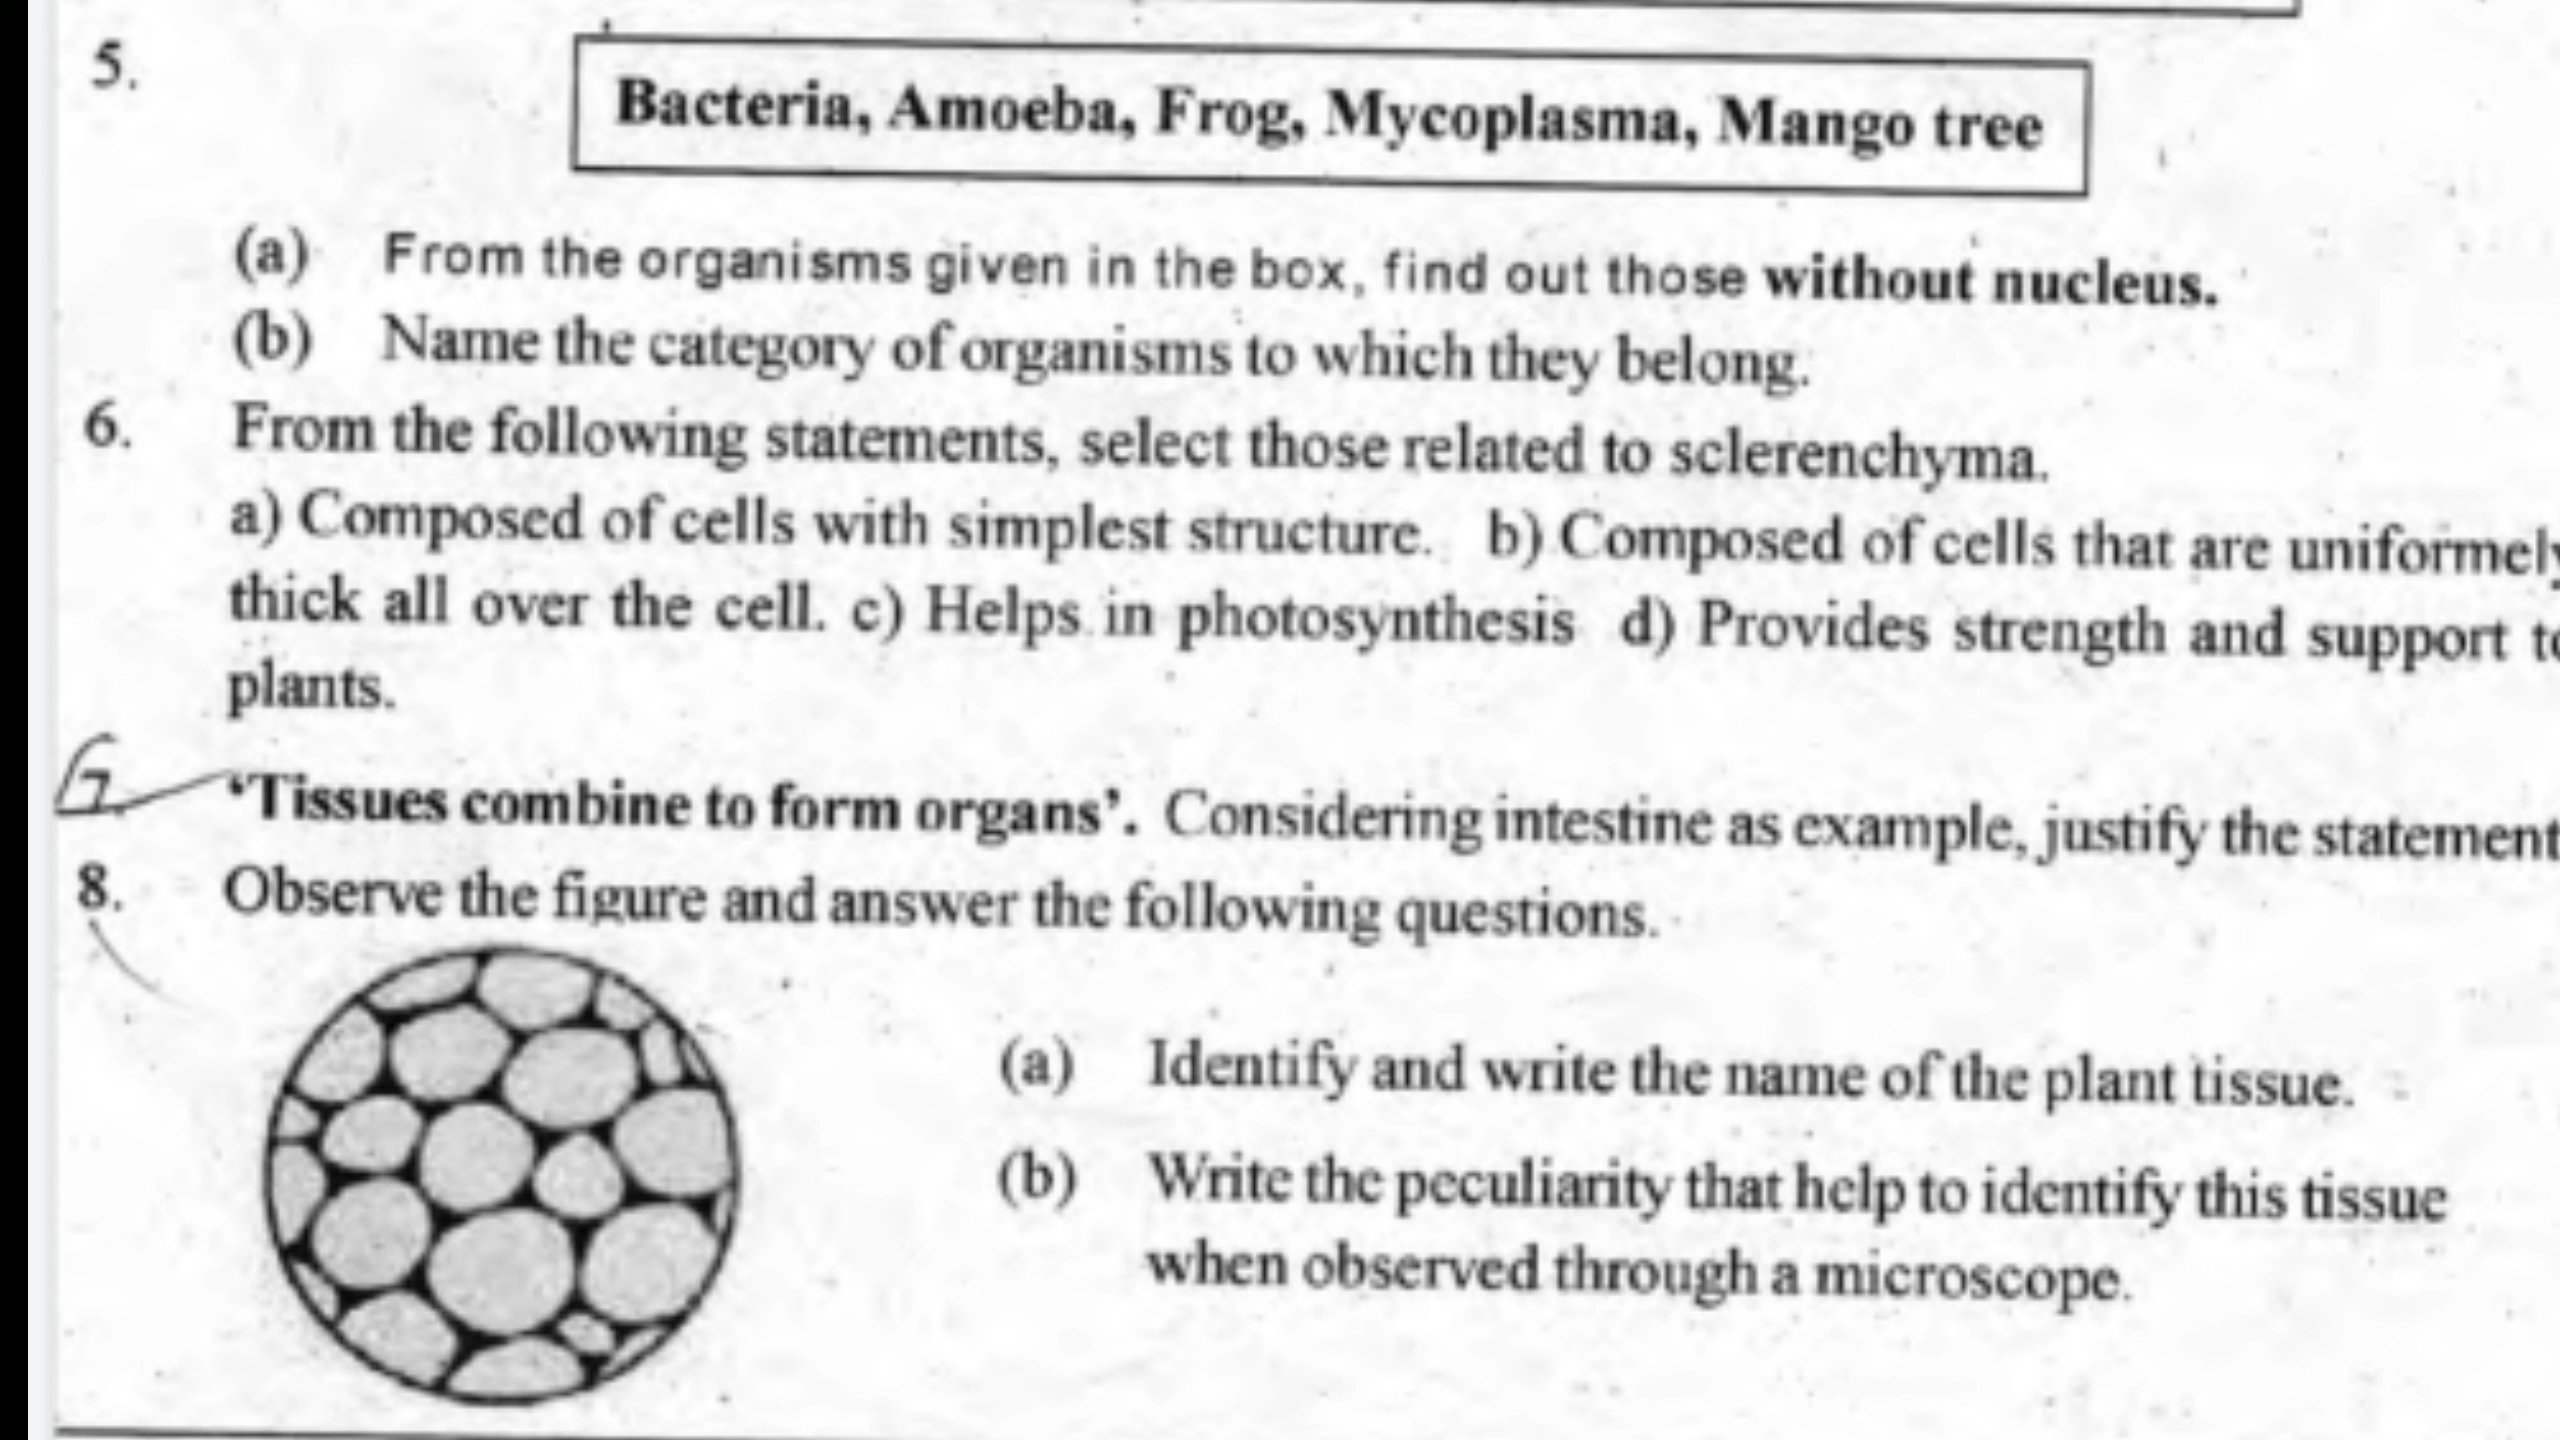 5.
Bacteria, Amoeba, Frog, Mycoplasma, Mango tree
(a) From the organisms given in the box, find out those without nucleus.
(b) Name the category of organisms to which they belong.
6. From the following statements, select those related to sclerenchyma.
a) Composed of cells with simplest structure. b) Composed of cells that are uniformely
thick all over the cell. c) Helps in photosynthesis d) Provides strength and support to
plants.
7. ‘Tissues combine to form organs’. Considering intestine as example, justify the statement
8. Observe the figure and answer the following questions.
(a) Identify and write the name of the plant tissue.
(b) Write the peculiarity that help to identify this tissue
when observed through a microscope.